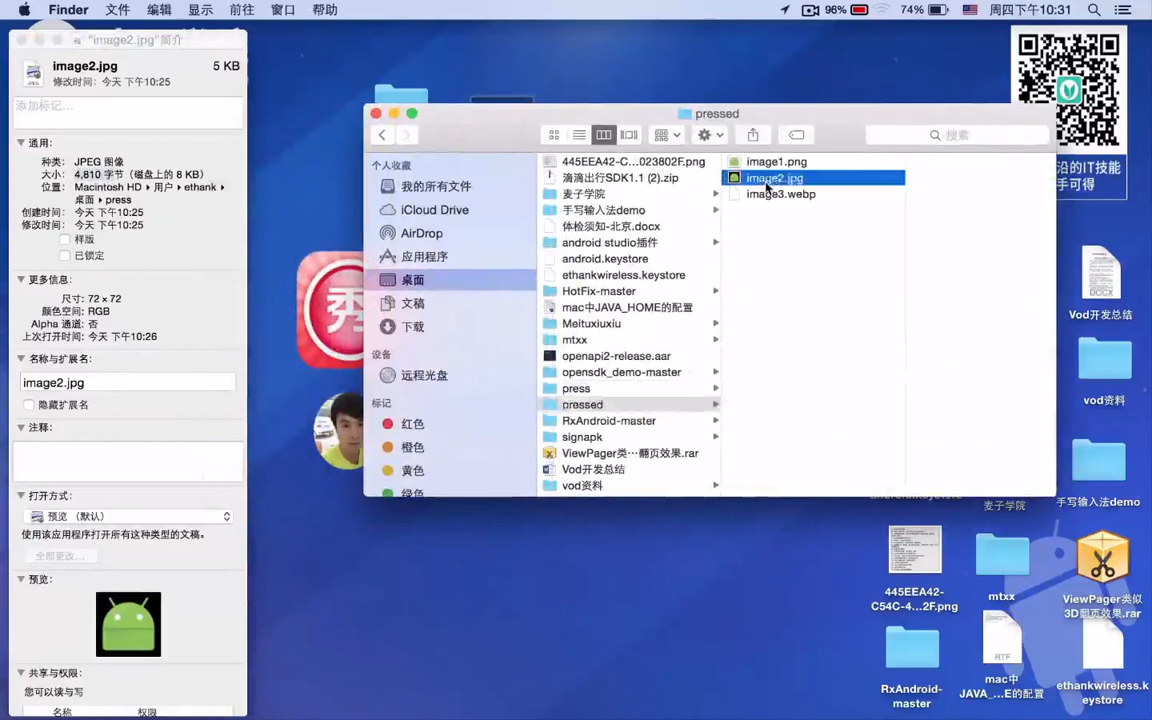 Finder 文件 编辑 显示 前往 窗口 帮助 96% 74% 周四下午10:31
"image2.jpg"简介
image2.jpg 5 KB
修改时间：今天 下午10:25
添加标记…
通用:
种类: JPEG 图像
大小: 4,810 字节（磁盘上的 8 KB）
位置: Macintosh HD ▸ 用户 ▸ ethank ▸
桌面 ▸ press
创建时间: 今天 下午10:25
修改时间: 今天 下午10:25
样版
已锁定
更多信息:
尺寸: 72 × 72
颜色空间: RGB
Alpha 通道: 否
上次打开时间: 今天 下午10:26
名称与扩展名:
image2.jpg
隐藏扩展名
注释:
打开方式:
预览 （默认）
使用该应用程序打开所有这种类型的文稿。
全部更改...
预览:
共享与权限:
您可以读与写
名称 权限
pressed
搜索
个人收藏
我的所有文件
iCloud Drive
AirDrop
应用程序
桌面
文稿
下载
设备
远程光盘
标记
红色
橙色
黄色
绿色
445EEA42-C...023802F.png
滴滴出行SDK1.1 (2).zip
麦子学院
手写输入法demo
体检须知-北京.docx
android studio插件
android.keystore
ethankwireless.keystore
HotFix-master
mac中JAVA_HOME的配置
Meituxiuxiu
mtxx
openapi2-release.aar
opensdk_demo-master
press
pressed
RxAndroid-master
signapk
ViewPager类…翻页效果.rar
Vod开发总结
vod资料
image1.png
image2.jpg
image3.webp
秀
沿的IT技能
手可得
DOCX
Vod开发总结
vod资料
麦子学院
手写输入法demo
445EEA42-
C54C-4...2F.png
mtxx
ViewPager类似
3D翻页效果.rar
RxAndroid-
master
RTF
mac中
JAVA_...E的配置
ethankwireless.k
eystore